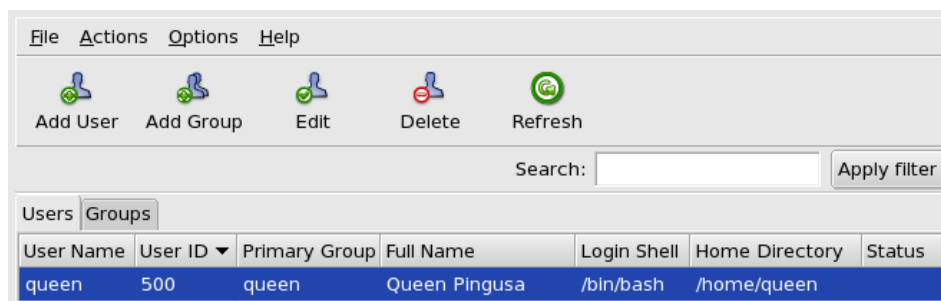 File Actions Options Help
Add User Add Group Edit Delete Refresh
Search: Apply filter
Users Groups
User Name User ID Primary Group Full Name Login Shell Home Directory Status
queen 500 queen Queen Pingusa /bin/bash /home/queen